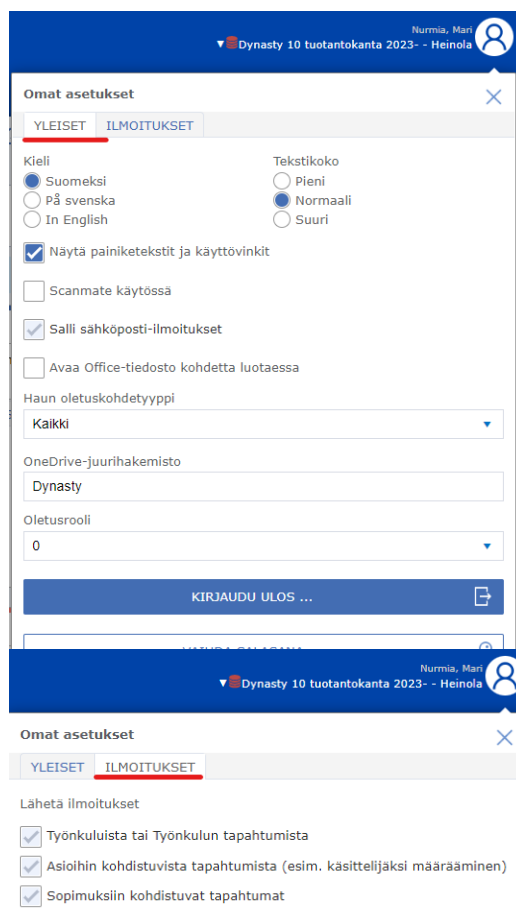 Nurmia, Mari
▼Dynasty 10 tuotantokanta 2023- - Heinola
Omat asetukset
YLEISET ILMOITUKSET
Kieli Tekstikoko
Suomeksi Pieni
På svenska Normaali
In English Suuri
Näytä painiketekstit ja käyttövinkit
Scanmate käytössä
Salli sähköposti-ilmoitukset
Avaa Office-tiedosto kohdetta luotaessa
Haun oletuskohdetyyppi
Kaikki
OneDrive-juurihakemisto
Dynasty
Oletusrooli
0
KIRJAUDU ULOS ...
Nurmia, Mari
▼Dynasty 10 tuotantokanta 2023- - Heinola
Omat asetukset
YLEISET ILMOITUKSET
Lähetä ilmoitukset
Työnkuluista tai Työnkulun tapahtumista
Asioihin kohdistuvista tapahtumista (esim. käsittelijäksi määrääminen)
Sopimuksiin kohdistuvat tapahtumat